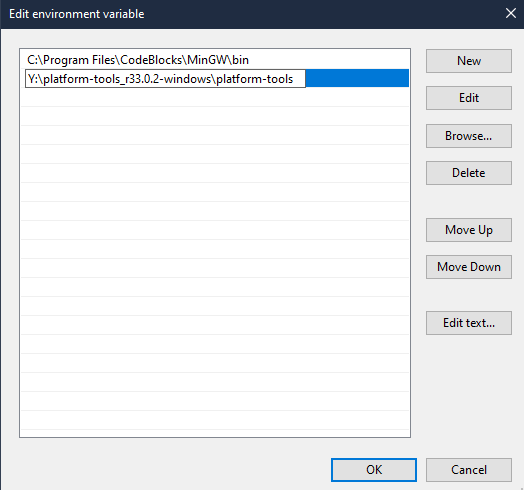 Edit environment variable
C:\Program Files\CodeBlocks\MinGW\bin
Y:\platform-tools_r33.0.2-windows\platform-tools
New
Edit
Browse...
Delete
Move Up
Move Down
Edit text...
OK
Cancel